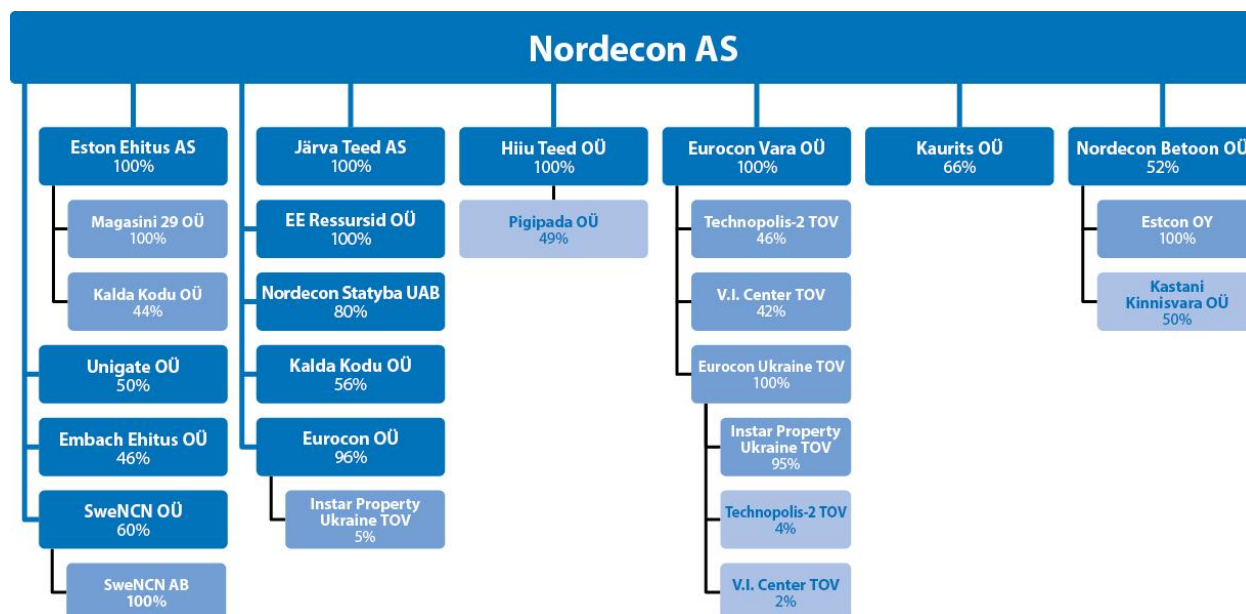 Nordecon AS
Eston Ehitus AS
100%
Magasini 29 OÜ
100%
Kalda Kodu OÜ
44%
Unigate OÜ
50%
Embach Ehitus OÜ
46%
SweNCN OÜ
60%
SweNCN AB
100%
Järva Teed AS
100%
EE Ressursid OÜ
100%
Nordecon Statyba UAB
80%
Kalda Kodu OÜ
56%
Eurocon OÜ
96%
Instar Property
Ukraine TOV
5%
Hiiu Teed OÜ
100%
Pigipada OÜ
49%
Eurocon Vara OÜ
100%
Technopolis-2 TOV
46%
V.I. Center TOV
42%
Eurocon Ukraine TOV
100%
Instar Property
Ukraine TOV
95%
Technopolis-2 TOV
4%
V.I. Center TOV
2%
Kaurits OÜ
66%
Nordecon Betoon OÜ
52%
Estcon OY
100%
Kastani
Kinnisvara OÜ
50%